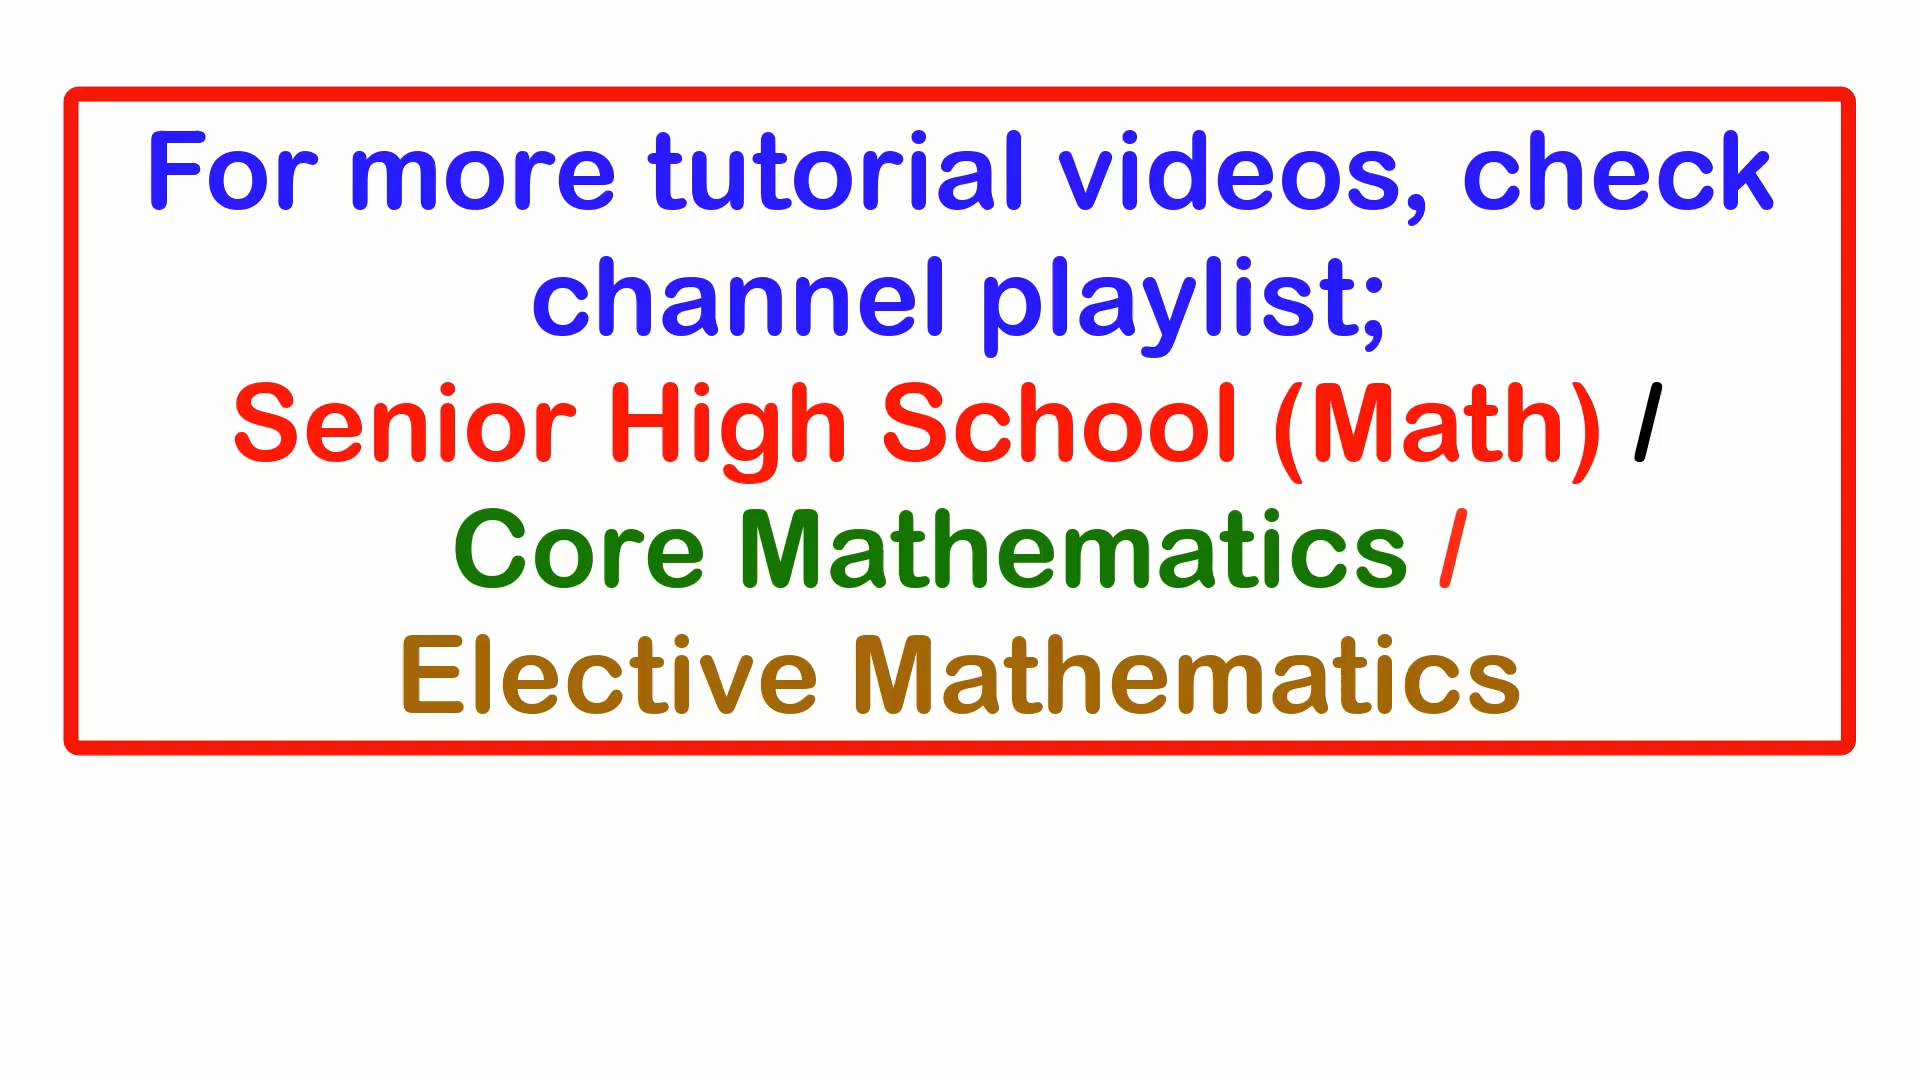 For more tutorial videos, check
channel playlist;
Senior High School (Math) /
Core Mathematics /
Elective Mathematics